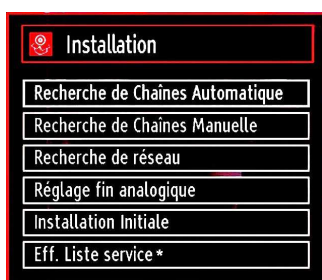 Installation
Recherche de Chaînes Automatique
Recherche de Chaînes Manuelle
Recherche de réseau
Réglage fin analogique
Installation Initiale
Eff. Liste service *